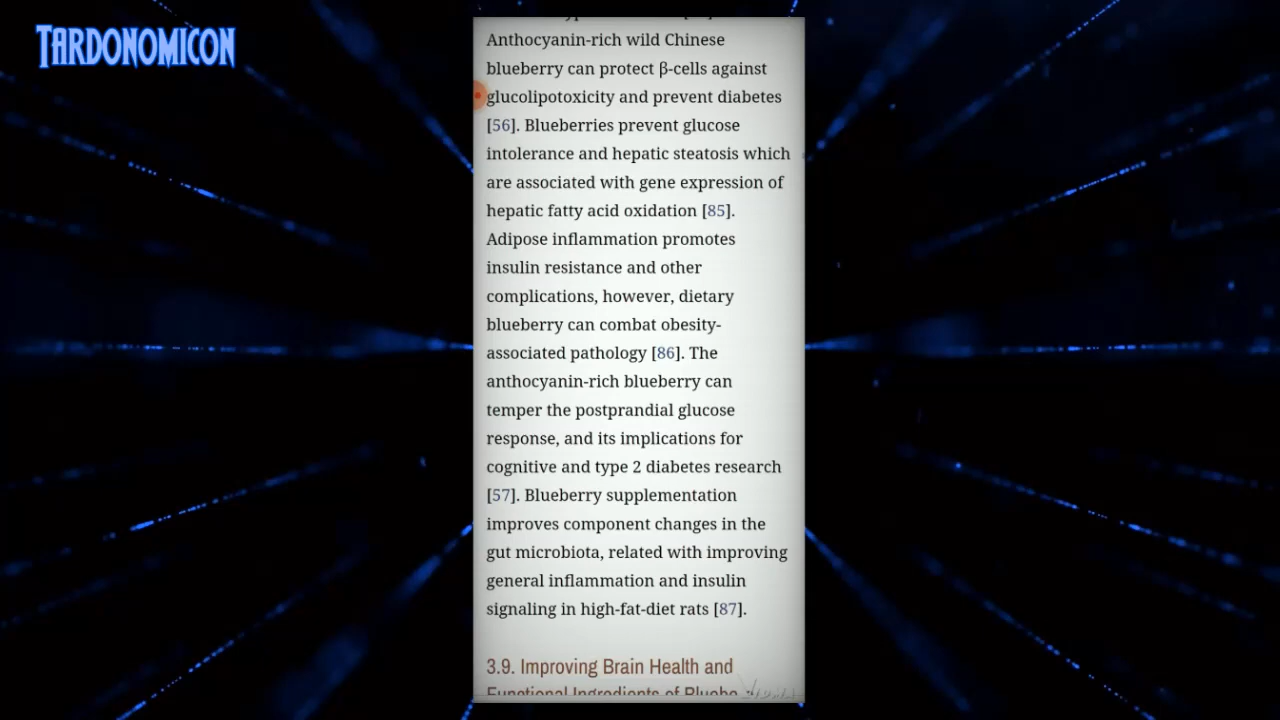 TARDONOMICON
Anthocyanin-rich wild Chinese
blueberry can protect β-cells against
glucolipotoxicity and prevent diabetes
[56]. Blueberries prevent glucose
intolerance and hepatic steatosis which
are associated with gene expression of
hepatic fatty acid oxidation [85].
Adipose inflammation promotes
insulin resistance and other
complications, however, dietary
blueberry can combat obesity-
associated pathology [86]. The
anthocyanin-rich blueberry can
temper the postprandial glucose
response, and its implications for
cognitive and type 2 diabetes research
[57]. Blueberry supplementation
improves component changes in the
gut microbiota, related with improving
general inflammation and insulin
signaling in high-fat-diet rats [87].
3.9. Improving Brain Health and
Functional Ingredients of